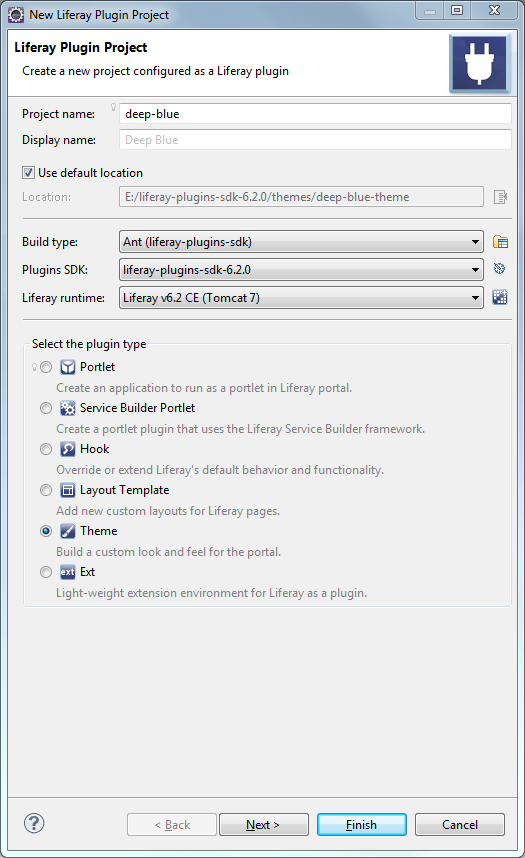 New Liferay Plugin Project
Liferay Plugin Project
Create a new project configured as a Liferay plugin
Project name: deep-blue
Display name: Deep Blue
Use default location
Location: E:/liferay-plugins-sdk-6.2.0/themes/deep-blue-theme
Build type: Ant (liferay-plugins-sdk)
Plugins SDK: liferay-plugins-sdk-6.2.0
Liferay runtime: Liferay v6.2 CE (Tomcat 7)
Select the plugin type
Portlet
Create an application to run as a portlet in Liferay portal.
Service Builder Portlet
Create a portlet plugin that uses the Liferay Service Builder framework.
Hook
Override or extend Liferay's default behavior and functionality.
Layout Template
Add new custom layouts for Liferay pages.
Theme
Build a custom look and feel for the portal.
ext Ext
Light-weight extension environment for Liferay as a plugin.
? < Back Next > Finish Cancel